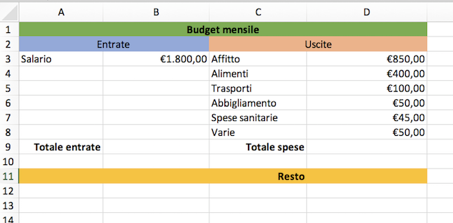 A B C D
1 Budget mensile
2 Entrate Uscite
3 Salario €1.800,00 Affitto €850,00
4 Alimenti €400,00
5 Trasporti €100,00
6 Abbigliamento €50,00
7 Spese sanitarie €45,00
8 Varie €50,00
9 Totale entrate Totale spese
10
11 Resto
12
13
14